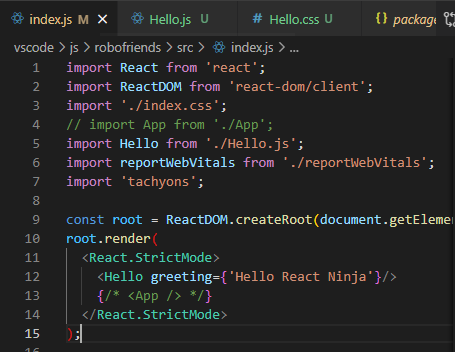 index.js M Hello.js U Hello.css U {} package
vscode > js > robofriends > src > index.js > ...
1 import React from 'react';
2 import ReactDOM from 'react-dom/client';
3 import './index.css';
4 // import App from './App';
5 import Hello from './Hello.js';
6 import reportWebVitals from './reportWebVitals';
7 import 'tachyons';
8
9 const root = ReactDOM.createRoot(document.getEleme
10 root.render(
11 <React.StrictMode>
12 <Hello greeting={'Hello React Ninja'}/>
13 {/* <App /> */}
14 </React.StrictMode>
15 );